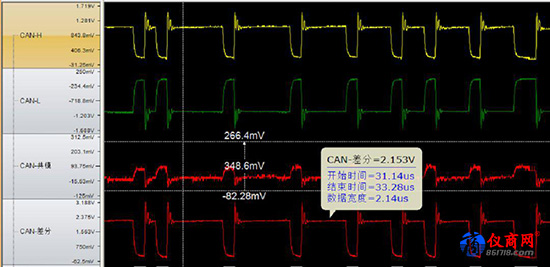 1.719V
1.281V
CAN-H
843.8mV
406.3mV
-31.25mV
250mV
-234.4mV
CAN-L
-718.8mV
-1.203V
-1.688V
312.5mV
266.4mV
203.1mV
CAN-差分=2.153V
CAN-共模
93.75mV
348.6mV
开始时间=31.14us
-15.63mV
结束时间=33.28us
-125mV
-82.28mV
数据宽度=2.14us
3.188V
2.375V
CAN-差分
1.563V
750mV
-62.5mV
仪商网
861718.com